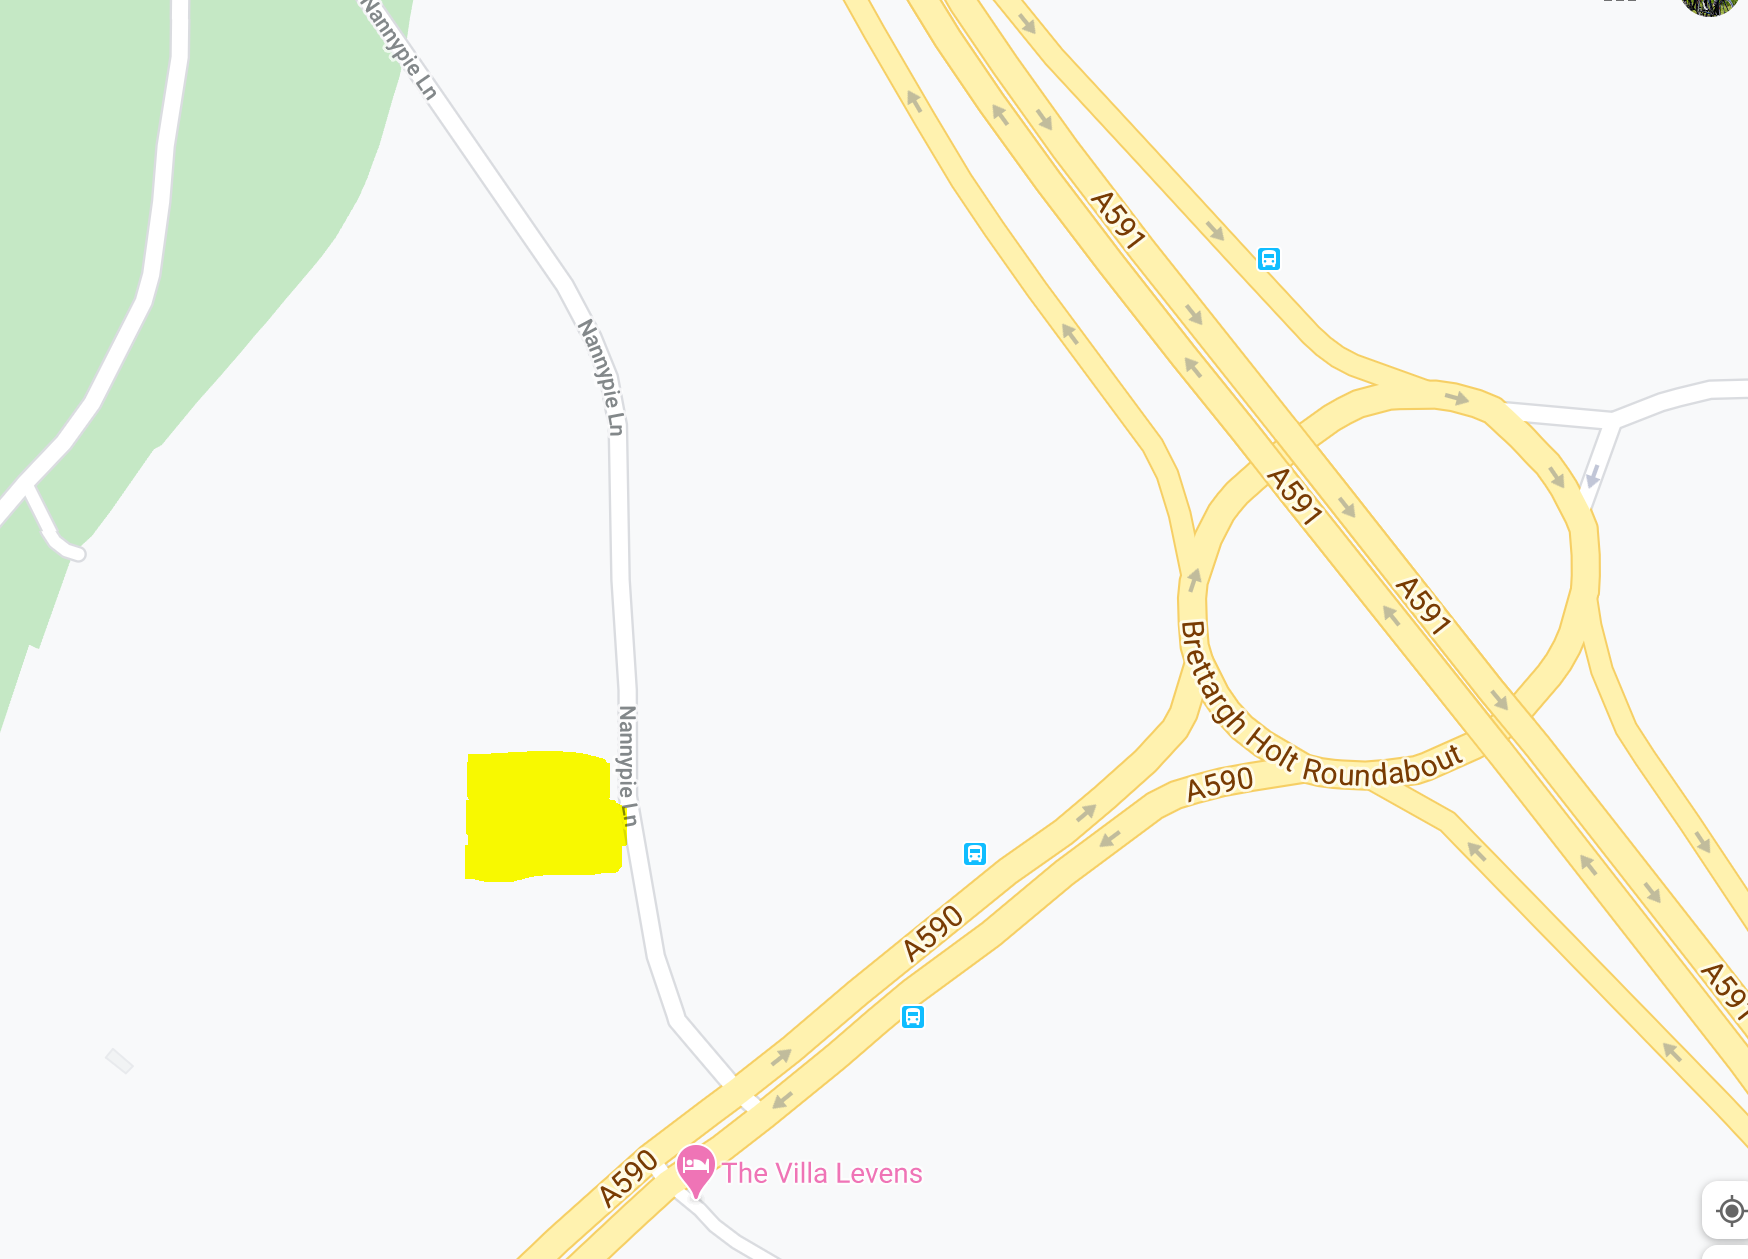 Nannypie Ln
A591
Nannypie Ln
A591
A591
Brettargh Holt Roundabout
Nannypie Ln
A590
A590
A591
A590
The Villa Levens